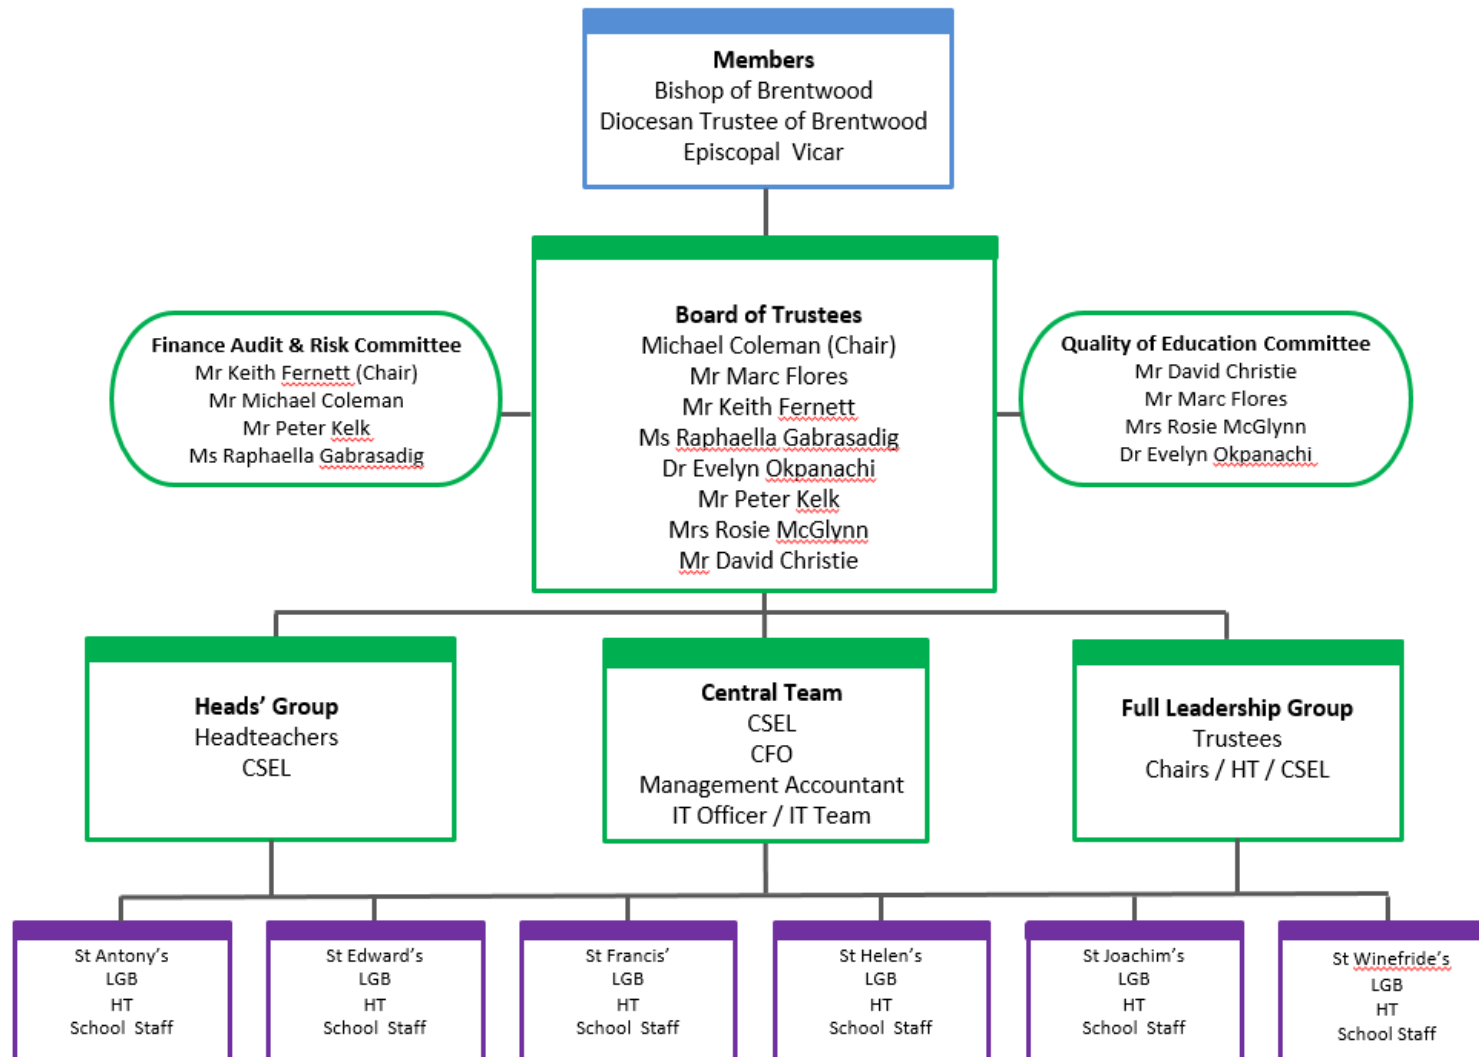 Members
Bishop of Brentwood
Diocesan Trustee of Brentwood
Episcopal Vicar
Finance Audit & Risk Committee
Mr Keith Fernett (Chair)
Mr Michael Coleman
Mr Peter Kelk
Ms Raphaella Gabrasadig
Board of Trustees
Michael Coleman (Chair)
Mr Marc Flores
Mr Keith Fernett
Ms Raphaella Gabrasadig
Dr Evelyn Okpanachi
Mr Peter Kelk
Mrs Rosie McGlynn
Mr David Christie
Quality of Education Committee
Mr David Christie
Mr Marc Flores
Mrs Rosie McGlynn
Dr Evelyn Okpanachi
Heads’ Group
Headteachers
CSEL
Central Team
CSEL
CFO
Management Accountant
IT Officer / IT Team
Full Leadership Group
Trustees
Chairs / HT / CSEL
St Antony’s
LGB
HT
School Staff
St Edward’s
LGB
HT
School Staff
St Francis’
LGB
HT
School Staff
St Helen’s
LGB
HT
School Staff
St Joachim’s
LGB
HT
School Staff
St Winefride’s
LGB
HT
School Staff